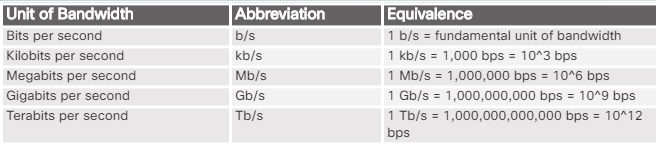 Unit of Bandwidth Abbreviation Equivalence
Bits per second b/s 1 b/s = fundamental unit of bandwidth
Kilobits per second kb/s 1 kb/s = 1,000 bps = 10^3 bps
Megabits per second Mb/s 1 Mb/s = 1,000,000 bps = 10^6 bps
Gigabits per second Gb/s 1 Gb/s = 1,000,000,000 bps = 10^9 bps
Terabits per second Tb/s 1 Tb/s = 1,000,000,000,000 bps = 10^12
bps